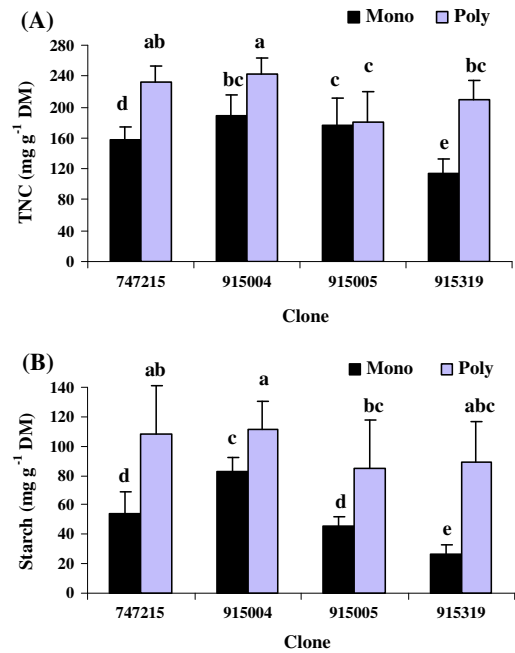 (A)
Mono Poly
TNC (mg g⁻¹ DM)
280
240
200
160
120
80
40
0
d ab bc a c c e bc
747215 915004 915005 915319
Clone
(B)
Mono Poly
Starch (mg g⁻¹ DM)
140
120
100
80
60
40
20
0
d ab c a d bc e abc
747215 915004 915005 915319
Clone